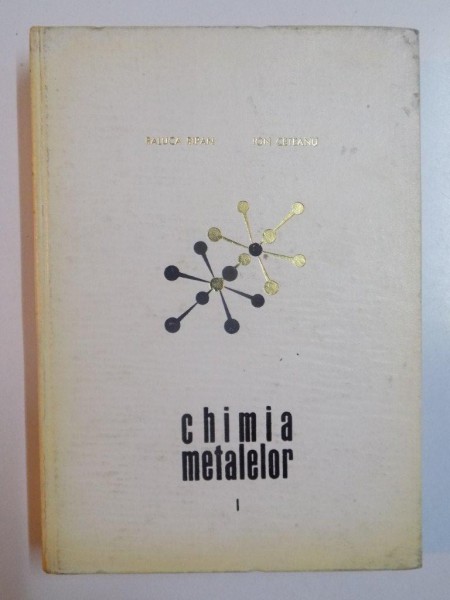 RALUCA RIPAN ION CETEANU
chimia
metalelor
I